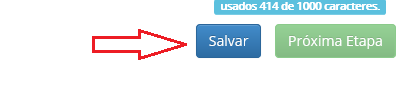 usados 414 de 1000 caracteres.
Salvar Próxima Etapa